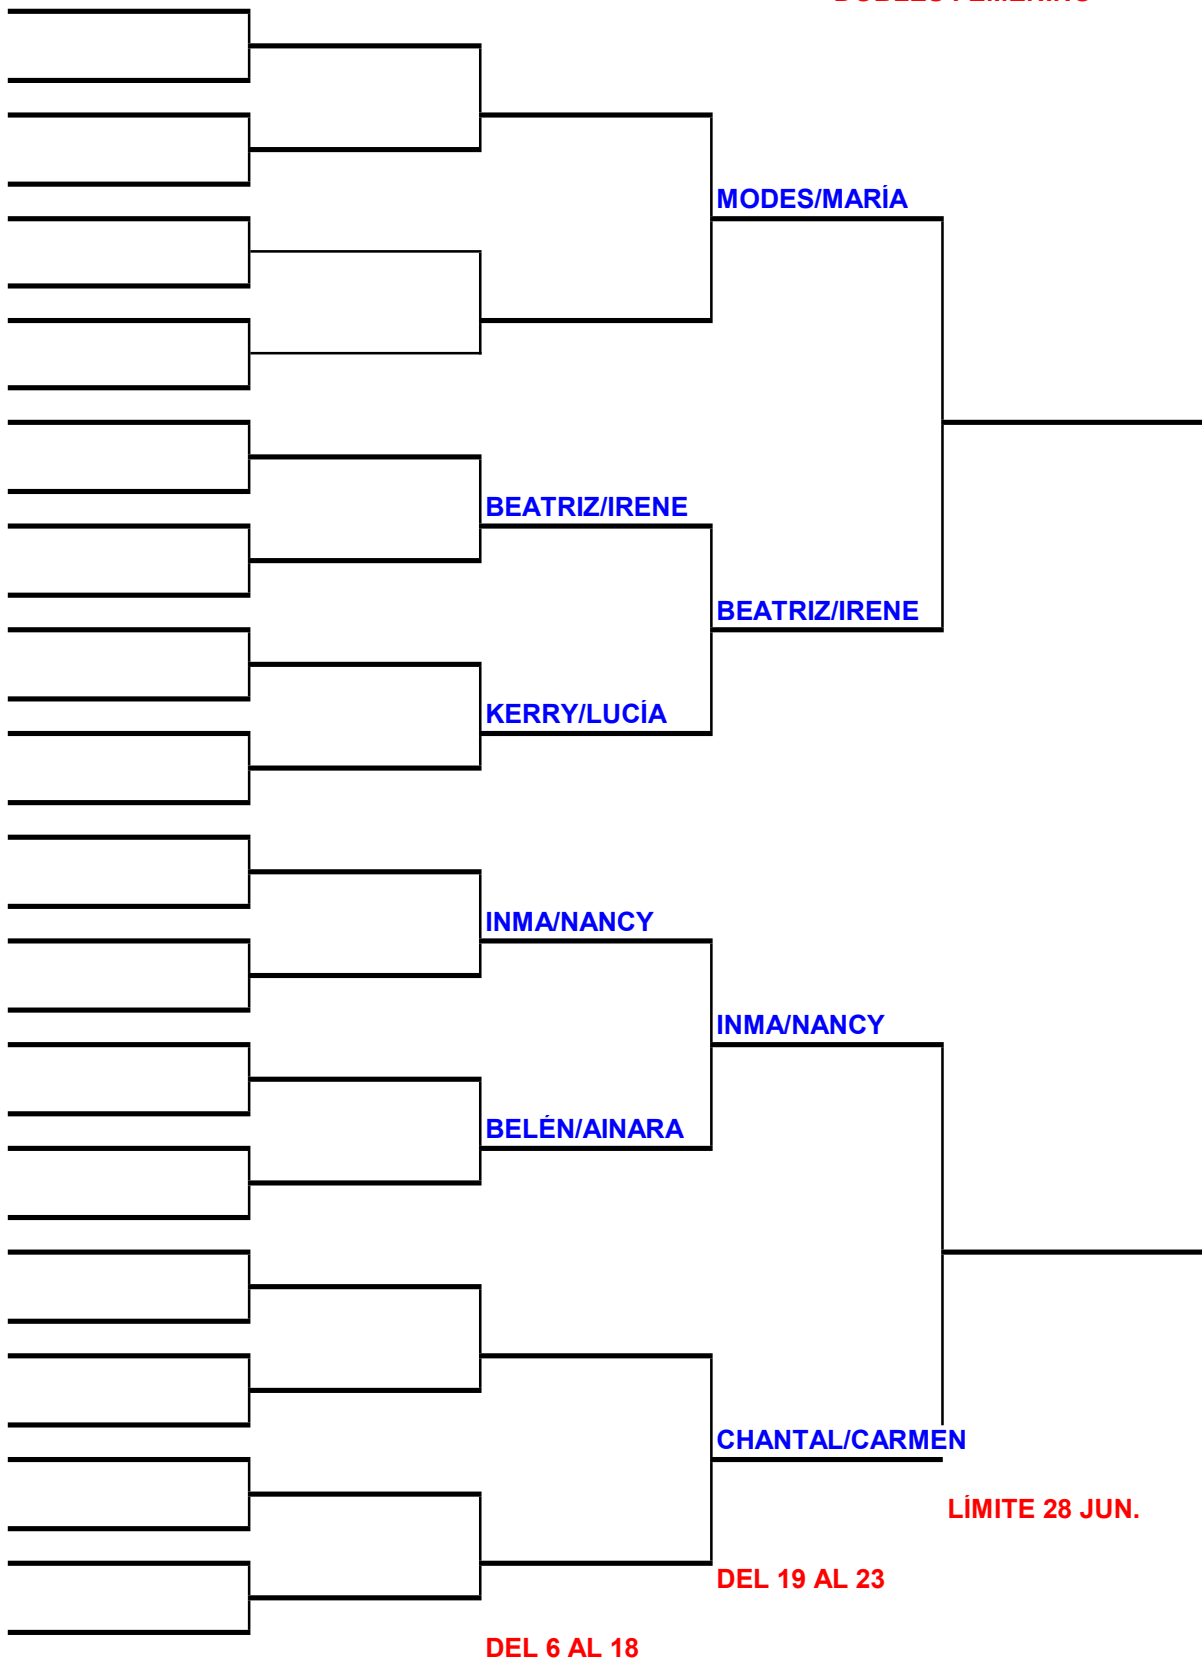 MODES/MARÍA
BEATRIZ/IRENE
BEATRIZ/IRENE
KERRY/LUCÍA
INMA/NANCY
INMA/NANCY
BELÉN/AINARA
CHANTAL/CARMEN
LÍMITE 28 JUN.
DEL 19 AL 23
DEL 6 AL 18